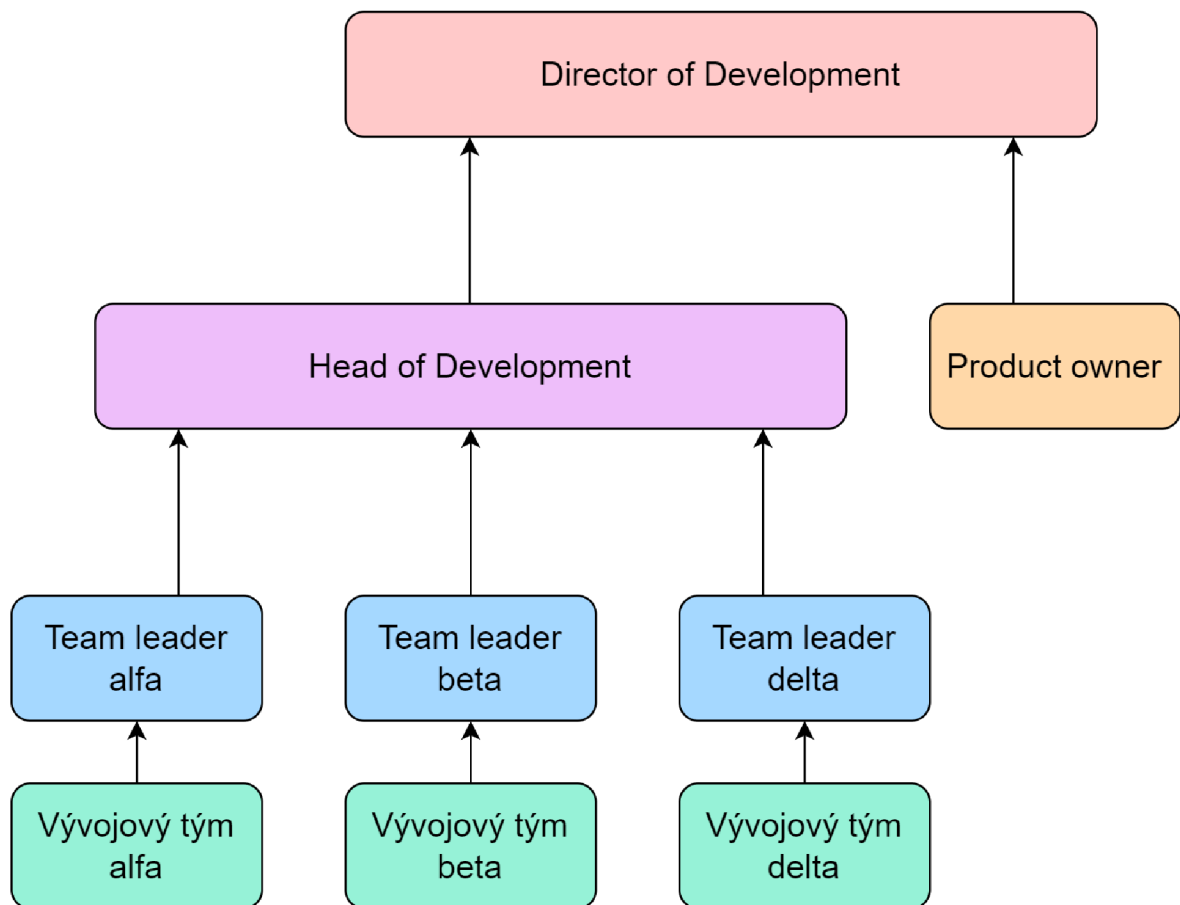 Director of Development
Head of Development
Product owner
Team leader
alfa
Team leader
beta
Team leader
delta
Vývojový tým
alfa
Vývojový tým
beta
Vývojový tým
delta